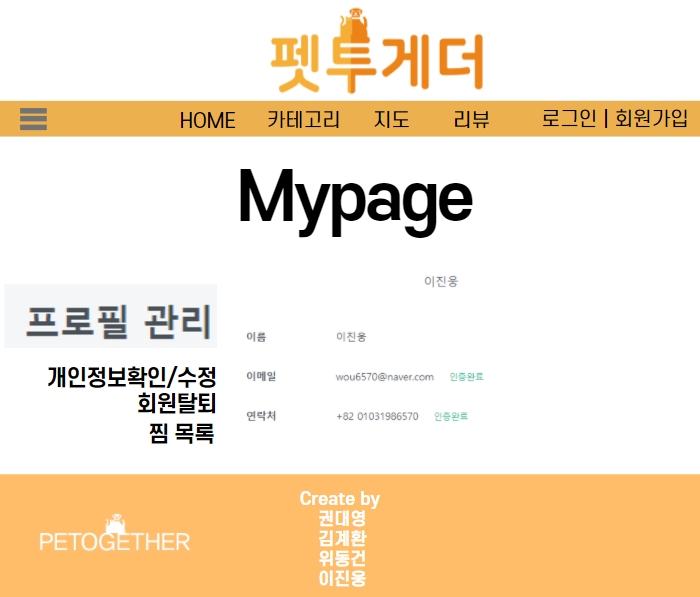 펫투게더
HOME 카테고리 지도 리뷰 로그인 | 회원가입
Mypage
이진웅
프로필 관리
이름 이진웅
개인정보확인/수정
이메일 wou6570@naver.com 인증완료
회원탈퇴
연락처 +82 01031986570 인증완료
찜 목록
Create by
권대영
김계환
위동건
이진웅
PETOGETHER